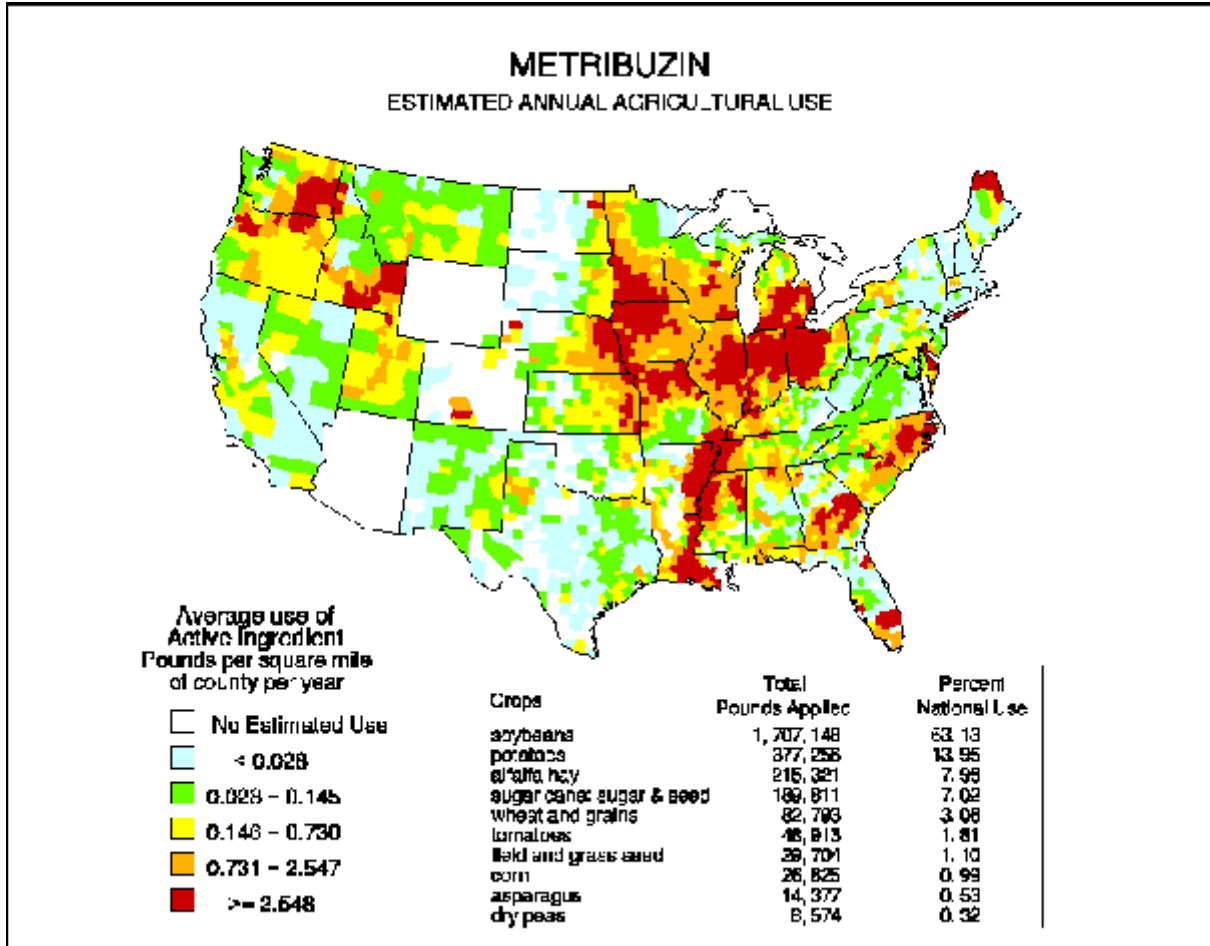 METRIBUZIN
ESTIMATED ANNUAL AGRICULTURAL USE
Average use of
Active Ingredient
Pounds per square mile
of county per year
No Estimated Use
< 0.028
0.028 – 0.145
0.146 – 0.730
0.731 – 2.547
>= 2.548
Crops Total Pounds Applied Percent National Use
soybeans 1,707,148 63.13
potatoes 377,256 13.95
alfalfa hay 215,321 7.96
sugar cane: sugar & seed 189,811 7.02
wheat and grains 82,793 3.06
tomatoes 48,913 1.81
field and grass seed 29,704 1.10
corn 26,825 0.99
asparagus 14,377 0.53
dry peas 8,574 0.32